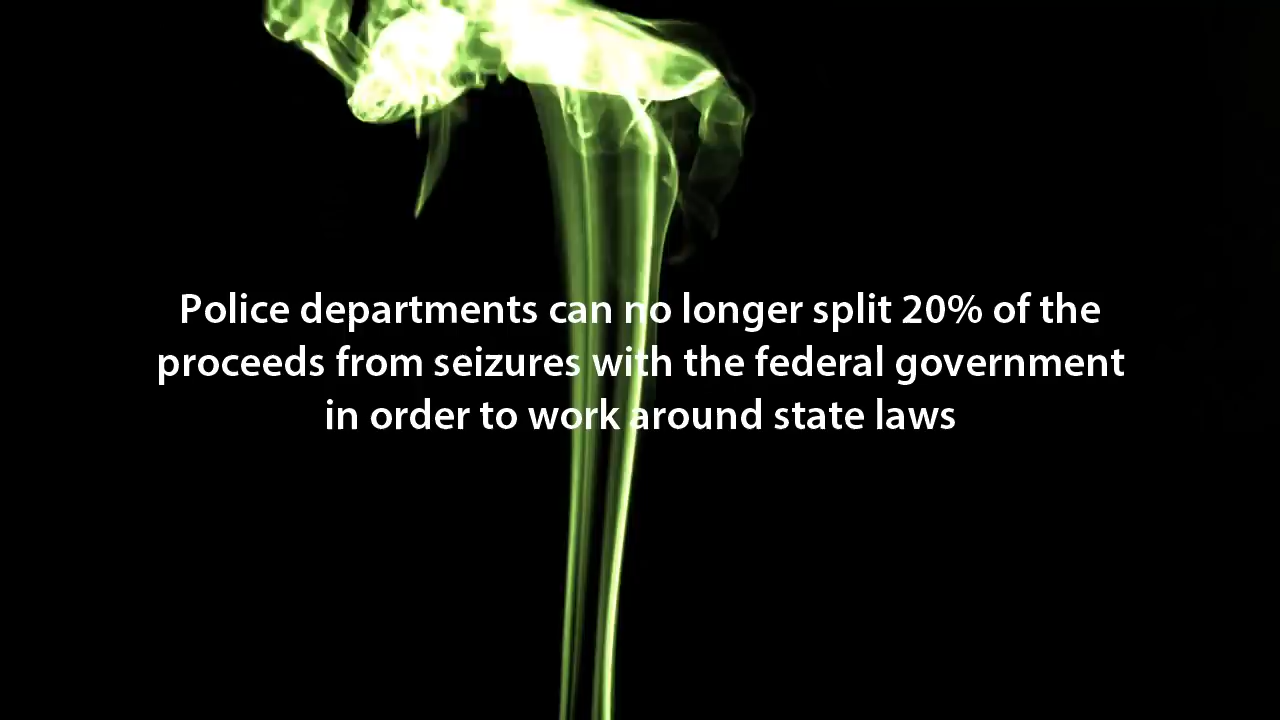 Police departments can no longer split 20% of the
proceeds from seizures with the federal government
in order to work around state laws